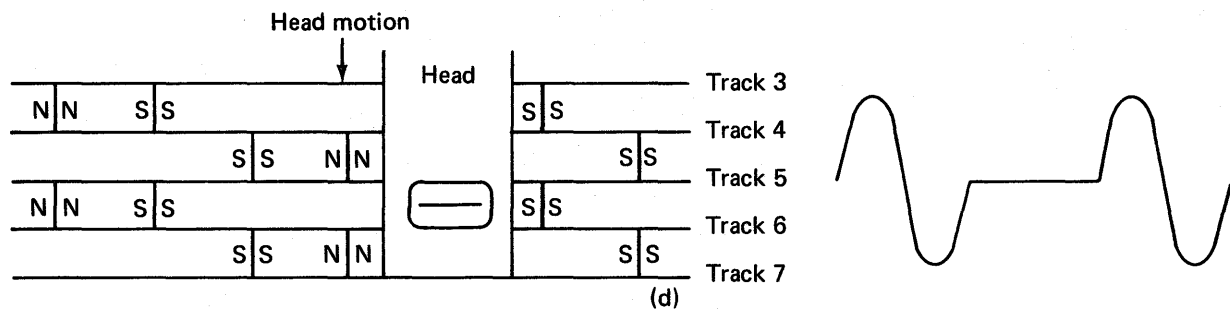 Head motion
Head
Track 3
N N S S S S
Track 4
S S N N S S
Track 5
N N S S S S
Track 6
S S N N S S
Track 7
(d)